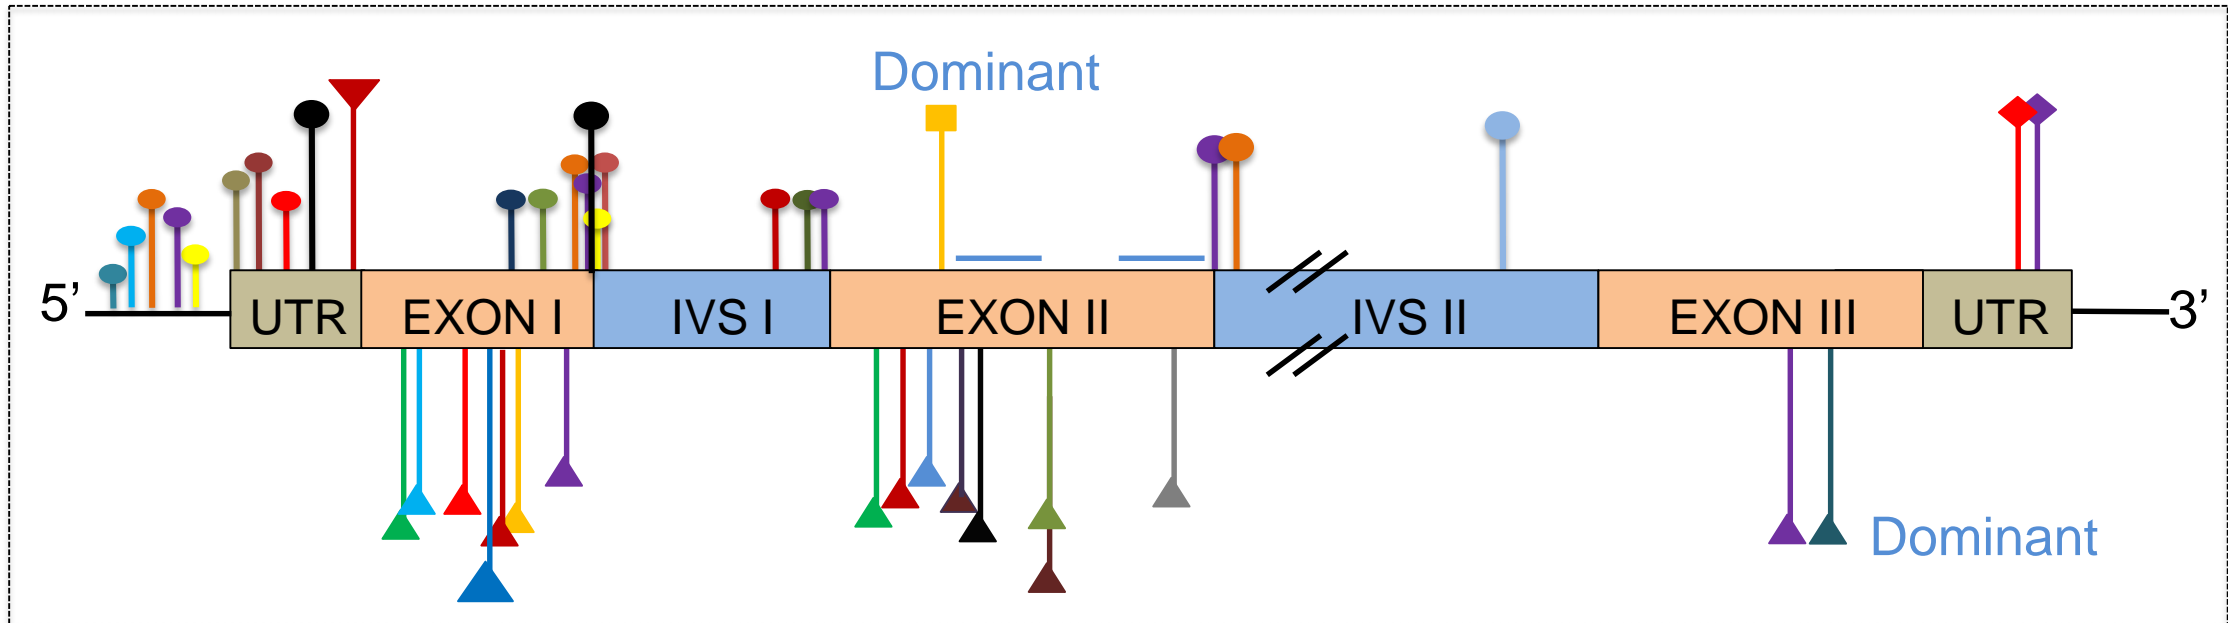 Dominant
5’ UTR EXON I IVS I EXON II IVS II EXON III UTR 3’
Dominant